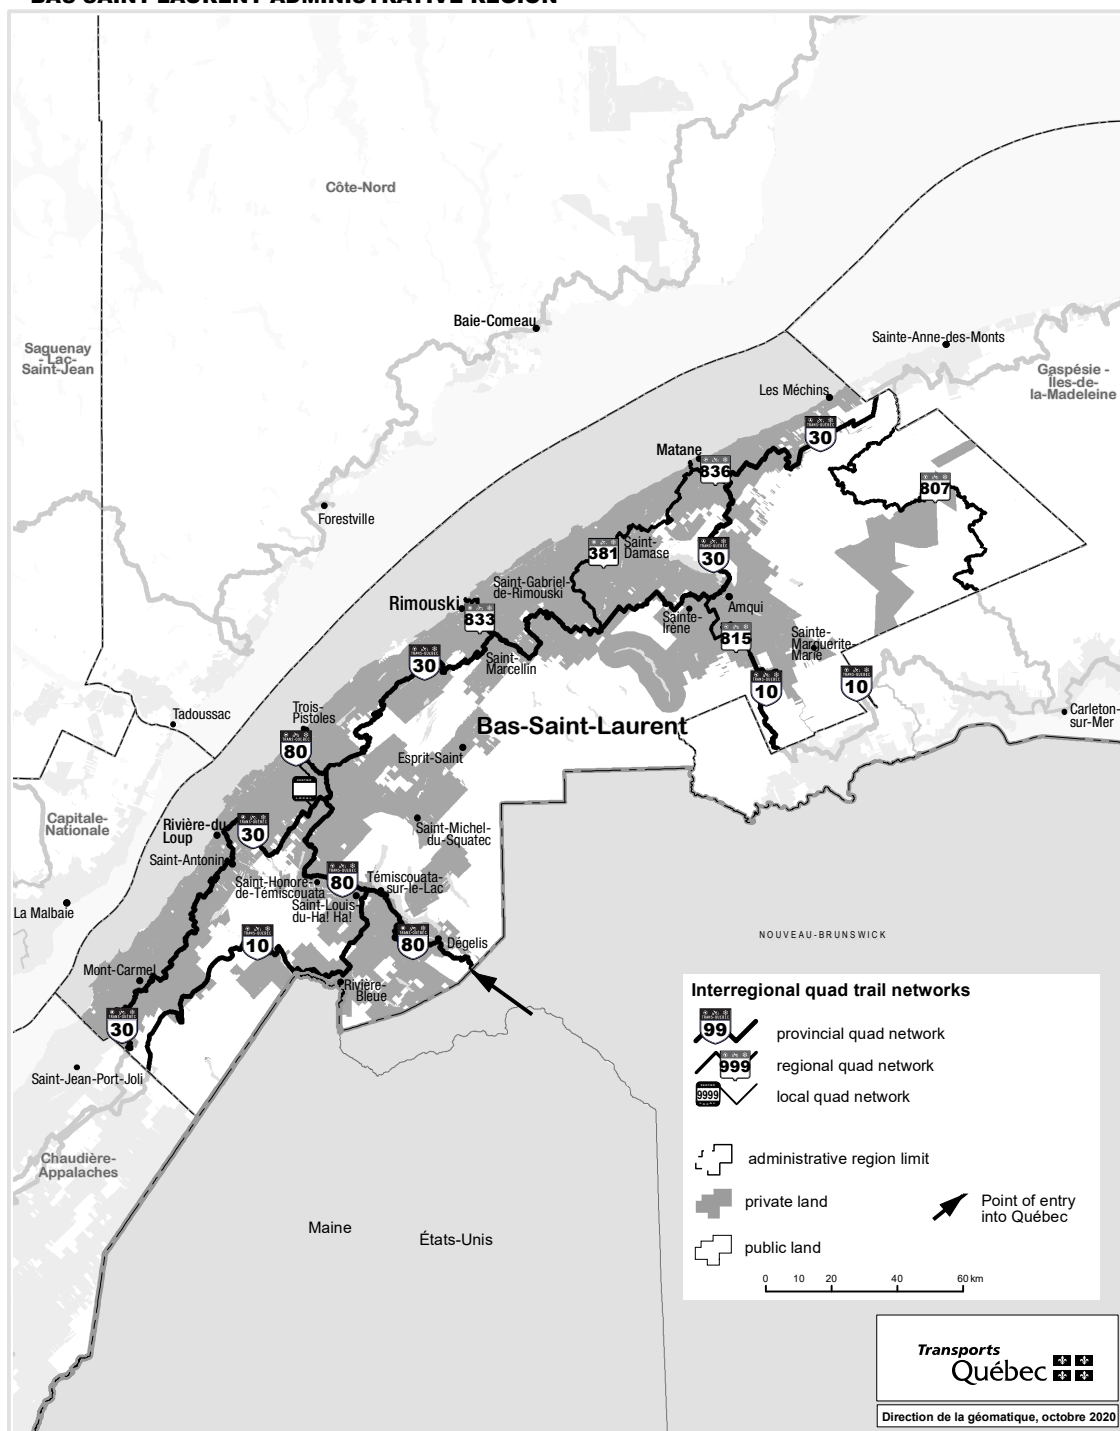 BAS-SAINT-LAURENT ADMINISTRATIVE REGION
Côte-Nord
Baie-Comeau
Saguenay
- Lac-
Saint-Jean
Sainte-Anne-des-Monts
Gaspésie -
Îles-de-
la-Madeleine
Les Méchins
30
Matane
836
807
Forestville
381
Saint-
Damase
30
Saint-Gabriel-
de-Rimouski
Rimouski
833
Amqui
Sainte-
Irène
815
Sainte-
Marguerite-
Marie
30
Saint-
Marcellin
10
10
Tadoussac
Trois-
Pistoles
Carleton-
sur-Mer
Bas-Saint-Laurent
80
Esprit-Saint
Capitale-
Nationale
Rivière-du
Loup
30
Saint-Michel-
du-Squatec
Saint-Antonin
Saint-Honoré-
de-Témiscouata
80
Témiscouata-
sur-le-Lac
Saint-Louis-
du-Ha! Ha!
La Malbaie
10
80
Dégelis
NOUVEAU-BRUNSWICK
Mont-Carmel
Rivière-
Bleue
30
Saint-Jean-Port-Joli
Chaudière-
Appalaches
Maine
États-Unis
Interregional quad trail networks
99
TRANS-QUÉBEC
provincial quad network
999
regional quad network
9999
local quad network
administrative region limit
private land
Point of entry
into Québec
public land
0 10 20 40 60 km
Transports
Québec
Direction de la géomatique, octobre 2020